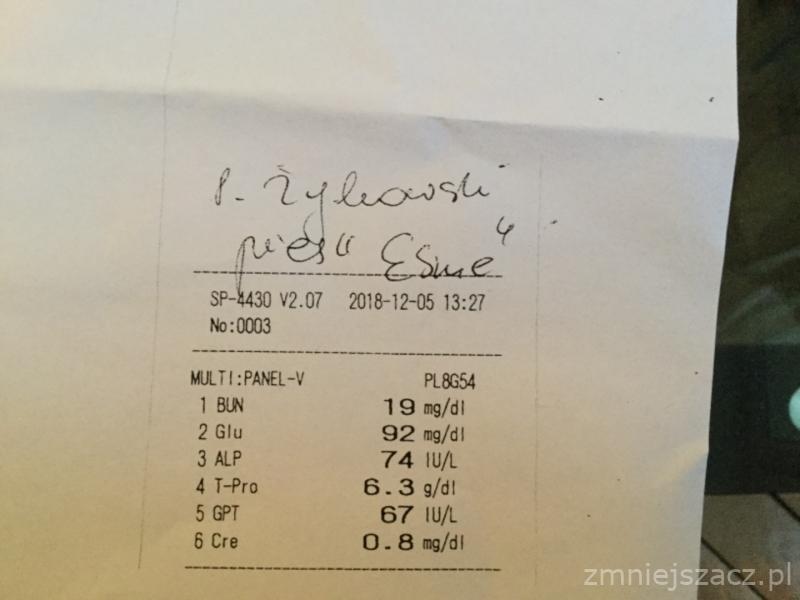 P. Żykowski
pies "Esme"
SP-4430 V2.07 2018-12-05 13:27
No:0003
MULTI:PANEL-V PL8G54
1 BUN 19 mg/dl
2 Glu 92 mg/dl
3 ALP 74 IU/L
4 T-Pro 6.3 g/dl
5 GPT 67 IU/L
6 Cre 0.8 mg/dl
zmniejszacz.pl